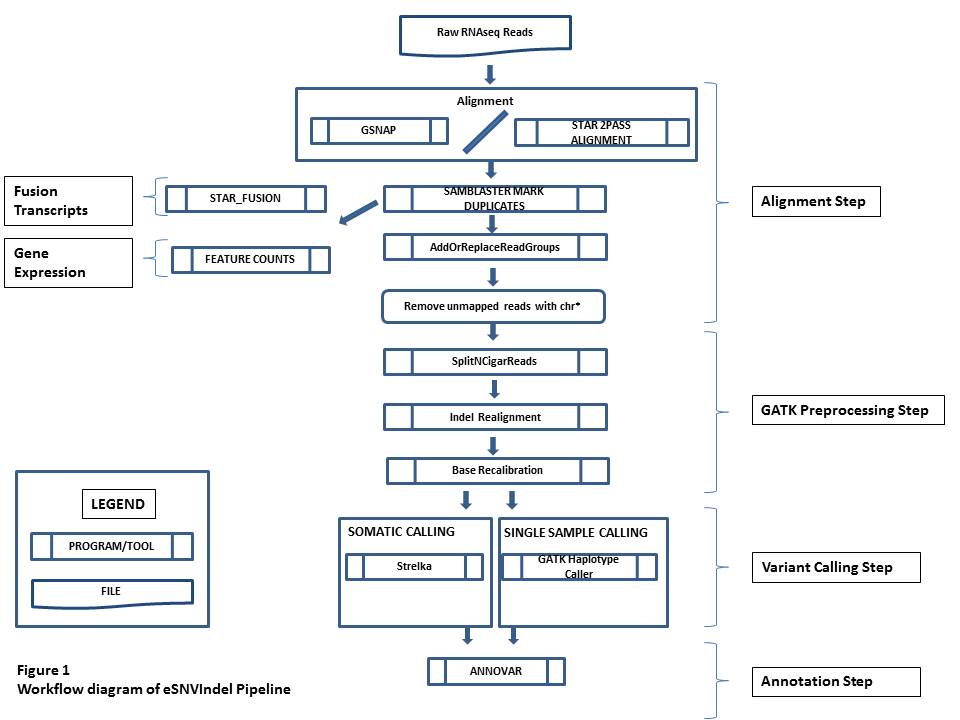 Raw RNAseq Reads
Alignment
GSNAP
STAR 2PASS
ALIGNMENT
Fusion
Transcripts
STAR_FUSION
SAMBLASTER MARK
DUPLICATES
Alignment Step
Gene
Expression
FEATURE COUNTS
AddOrReplaceReadGroups
Remove unmapped reads with chr*
SplitNCigarReads
Indel Realignment
GATK Preprocessing Step
Base Recalibration
LEGEND
PROGRAM/TOOL
FILE
SOMATIC CALLING
Strelka
SINGLE SAMPLE CALLING
GATK Haplotype
Caller
Variant Calling Step
ANNOVAR
Annotation Step
Figure 1
Workflow diagram of eSNVIndel Pipeline